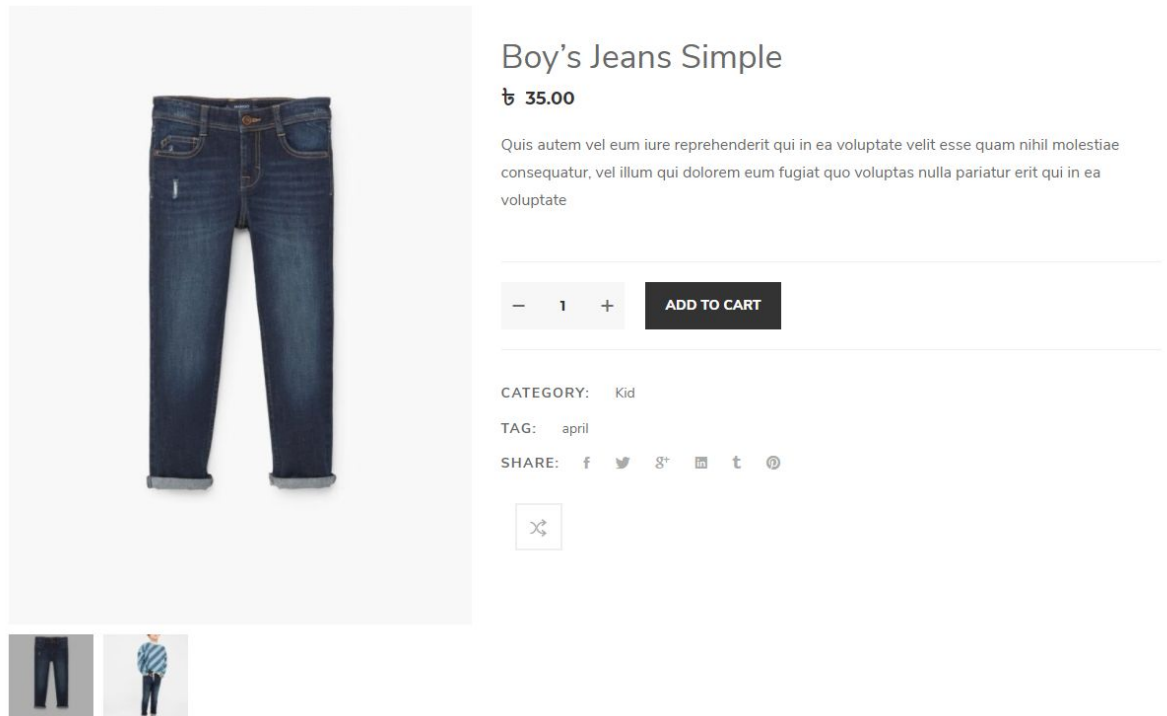 Boy’s Jeans Simple
৳ 35.00
Quis autem vel eum iure reprehenderit qui in ea voluptate velit esse quam nihil molestiae
consequatur, vel illum qui dolorem eum fugiat quo voluptas nulla pariatur erit qui in ea
voluptate
− 1 +
ADD TO CART
CATEGORY: Kid
TAG: april
SHARE: